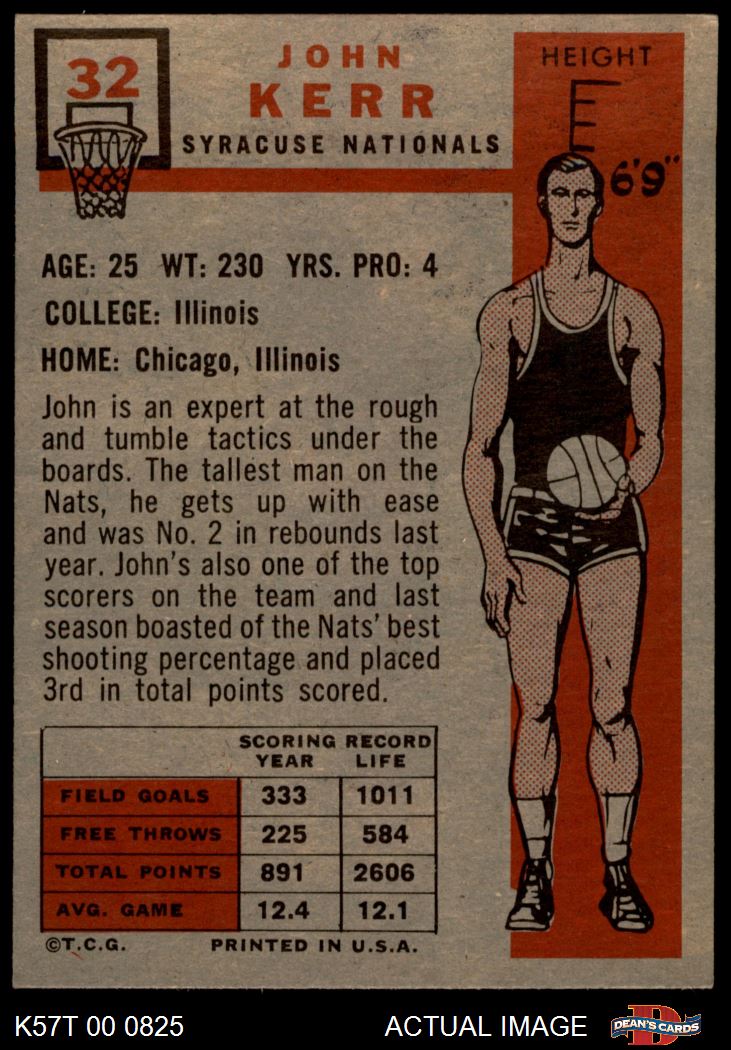 32
JOHN
KERR
SYRACUSE NATIONALS
HEIGHT
6'9"
AGE: 25 WT: 230 YRS. PRO: 4
COLLEGE: Illinois
HOME: Chicago, Illinois
John is an expert at the rough
and tumble tactics under the
boards. The tallest man on the
Nats, he gets up with ease
and was No. 2 in rebounds last
year. John's also one of the top
scorers on the team and last
season boasted of the Nats' best
shooting percentage and placed
3rd in total points scored.
SCORING RECORD
YEAR LIFE
FIELD GOALS 333 1011
FREE THROWS 225 584
TOTAL POINTS 891 2606
AVG. GAME 12.4 12.1
©T.C.G. PRINTED IN U.S.A.
K57T 00 0825 ACTUAL IMAGE D DEAN'S CARDS